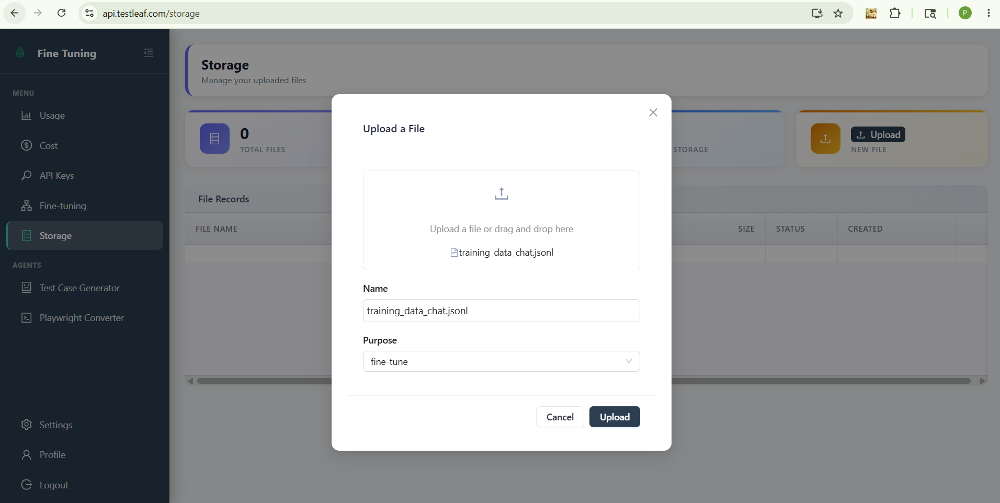 api.testleaf.com/storage
P
Fine Tuning
MENU
Usage
Cost
API Keys
Fine-tuning
Storage
AGENTS
Test Case Generator
Playwright Converter
Settings
Profile
Logout
Storage
Manage your uploaded files
0
TOTAL FILES
STORAGE
Upload
NEW FILE
File Records
FILE NAME
SIZE
STATUS
CREATED
Upload a File
Upload a file or drag and drop here
training_data_chat.jsonl
Name
training_data_chat.jsonl
Purpose
fine-tune
Cancel
Upload